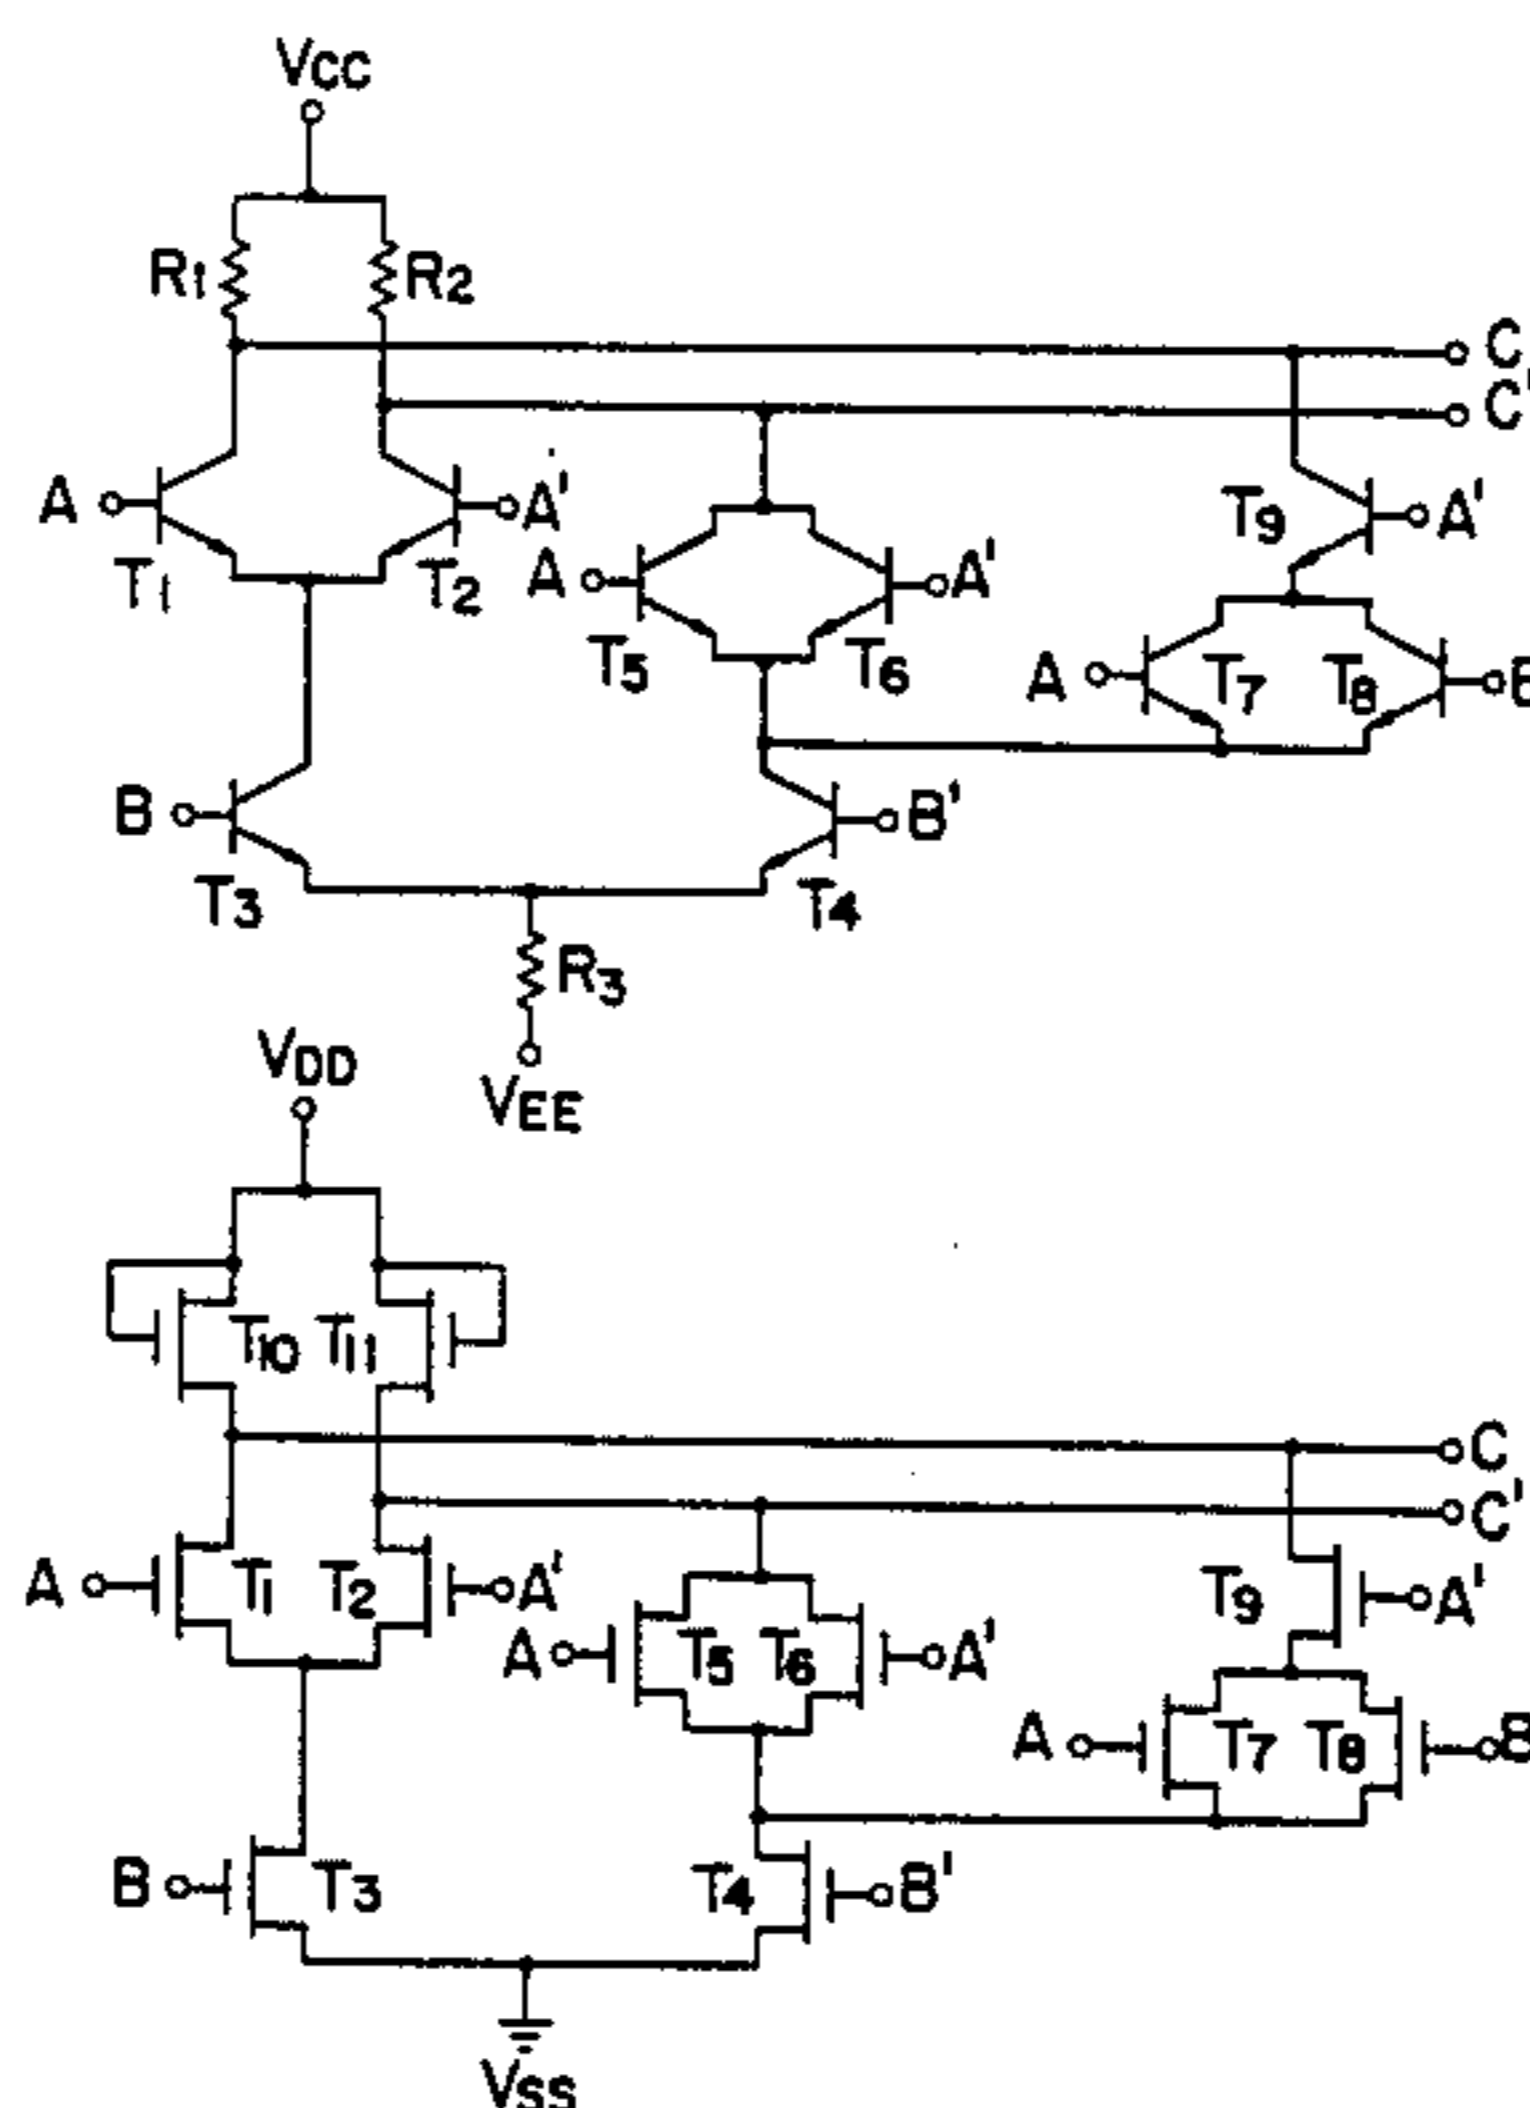 VCC
R1 R2
C
C'
A T1 T2 A'
A T5 T6 A'
T9 A'
A T7 T8 B
B T3
T4 B'
R3
VEE
VDD
T10 T11
C
C'
A T1 T2 A'
A T5 T6 A'
T9 A'
A T7 T8 B
B T3
T4 B'
VSS